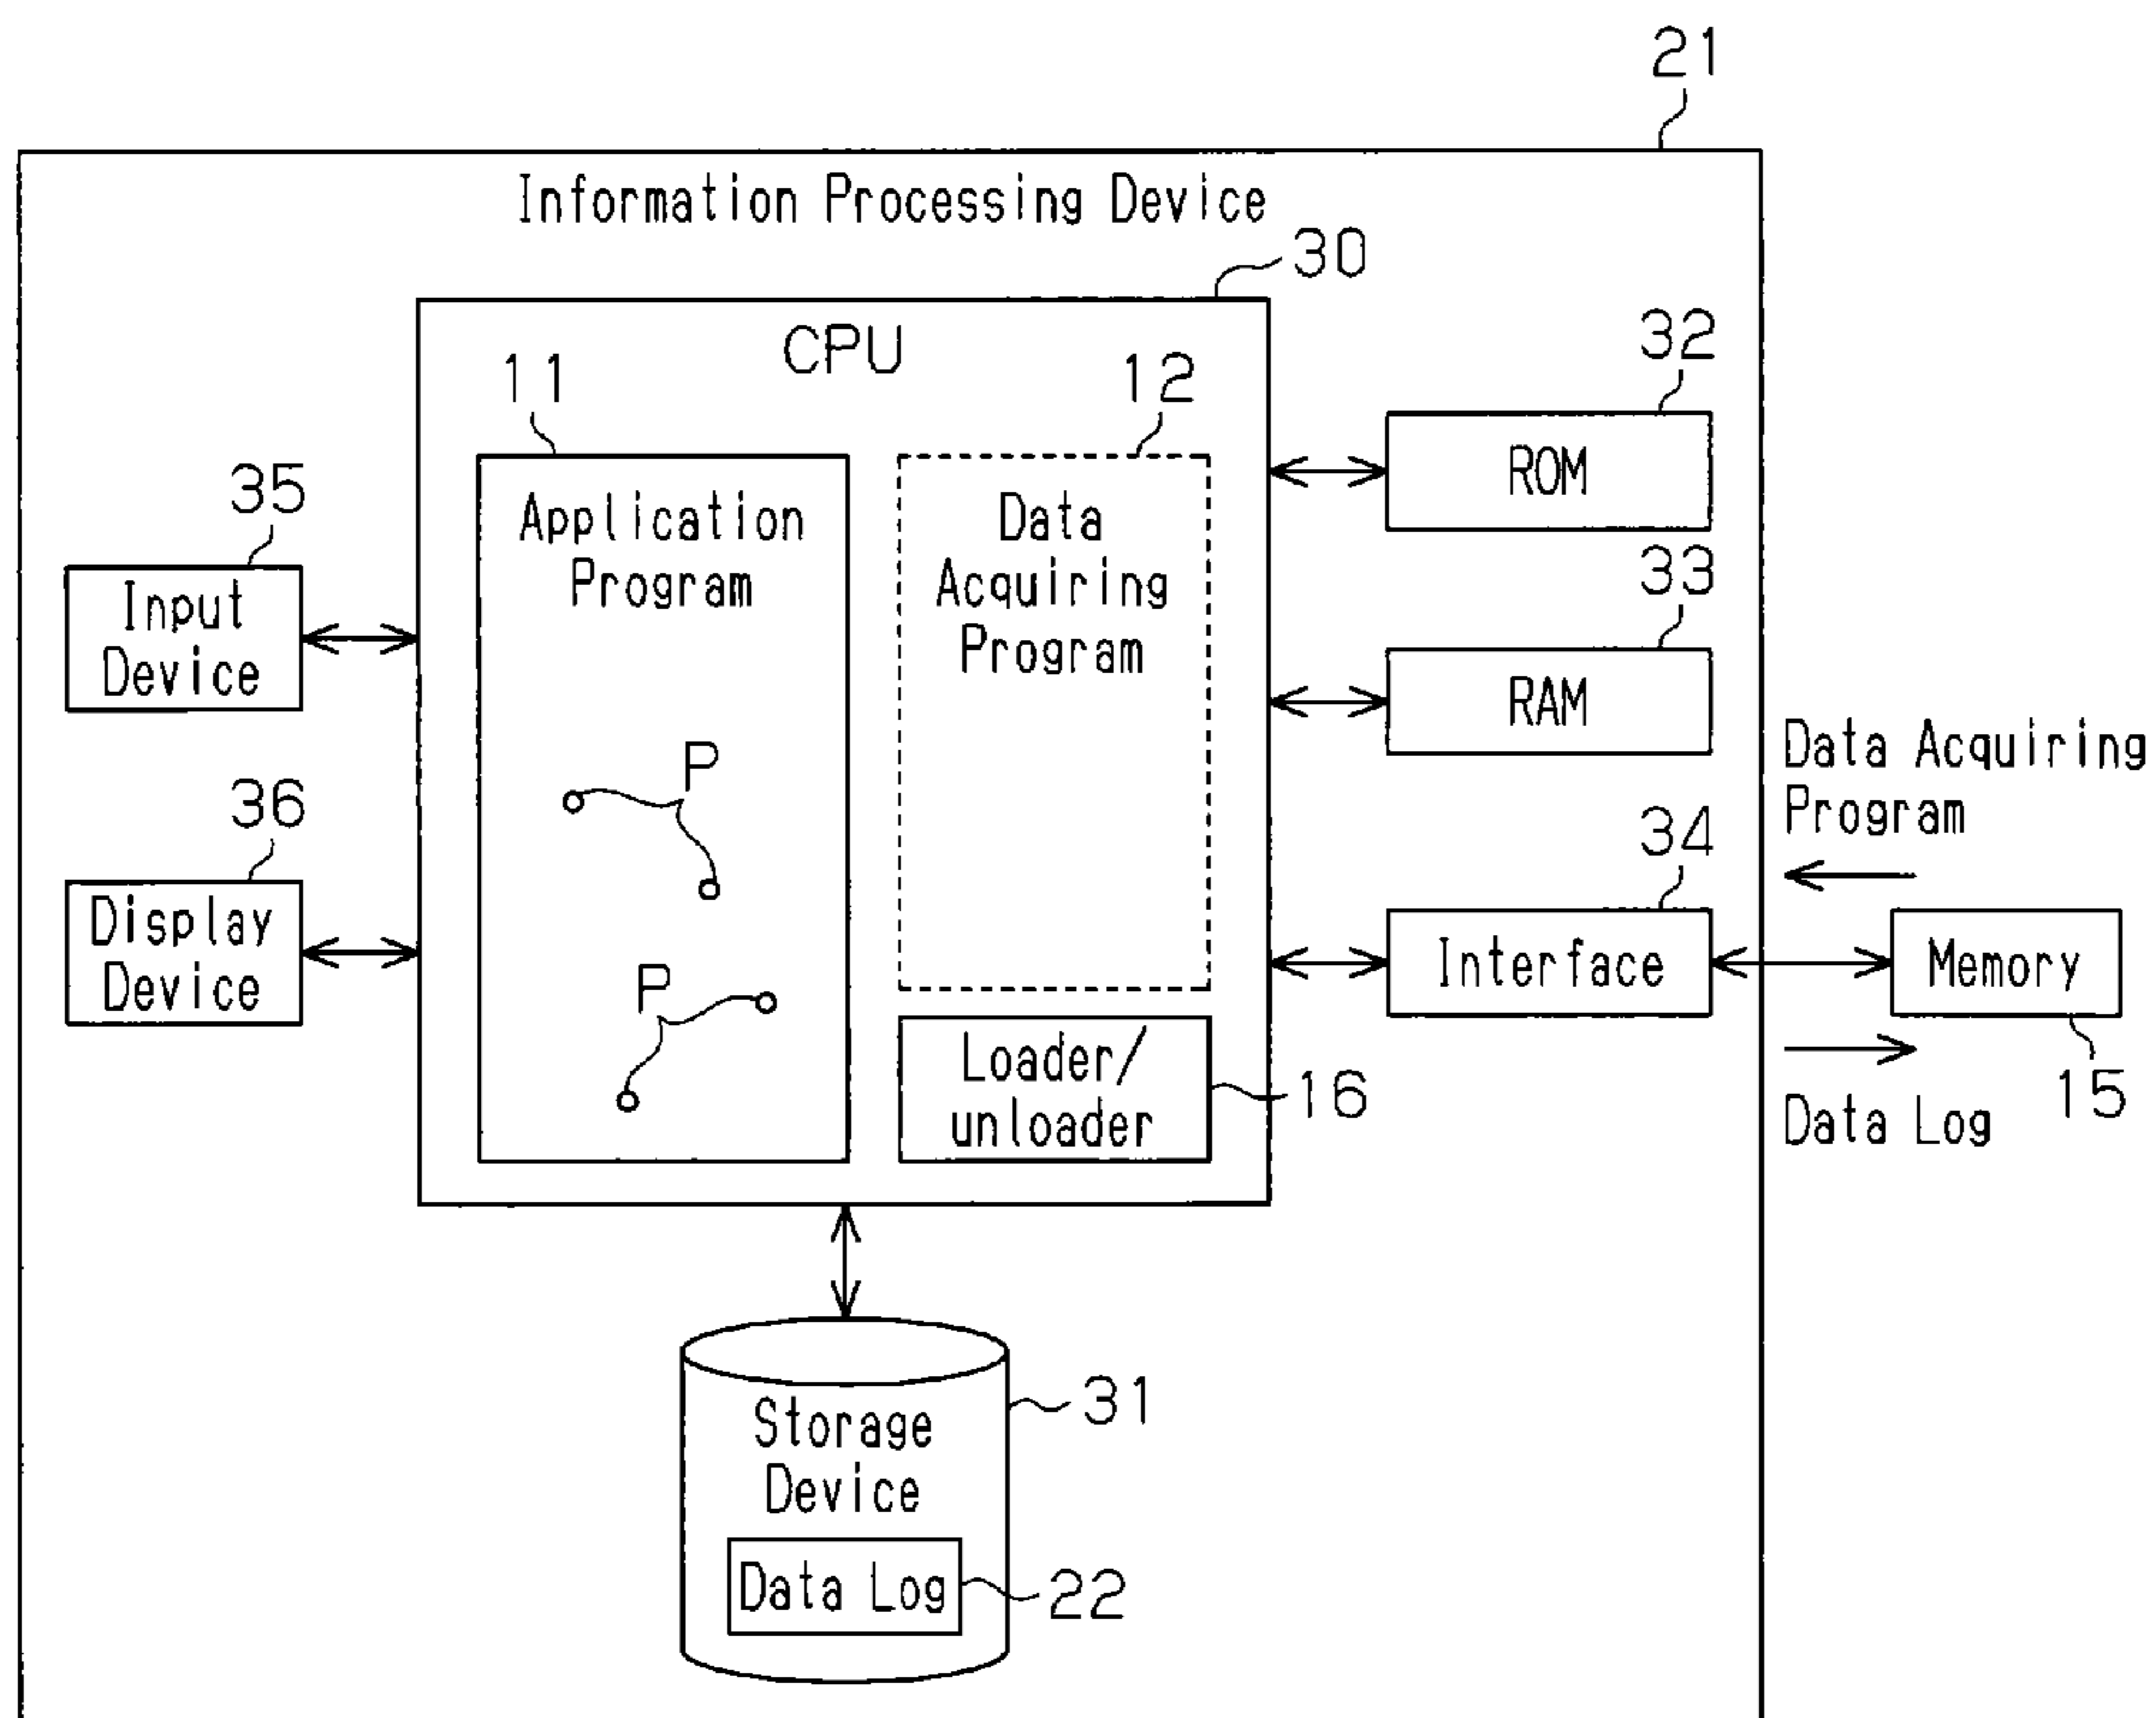 21
Information Processing Device
30
CPU
32
11
12
ROM
35
Application
Program
Data
Acquiring
Program
33
Input
Device
RAM
Data Acquiring
Program
P
36
34
Display
Device
P
Interface
Memory
Loader/
unloader
16
15
Data Log
31
Storage
Device
Data Log
22